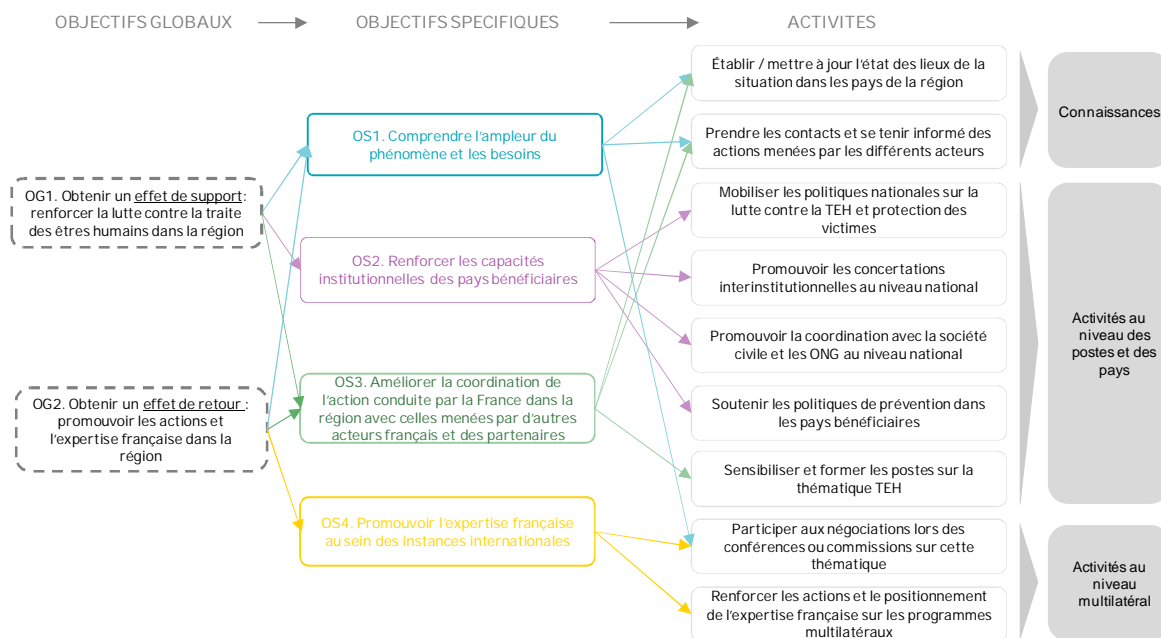 OBJECTIFS GLOBAUX
OBJECTIFS SPECIFIQUES
ACTIVITES
OG1. Obtenir un effet de support:
renforcer la lutte contre la traite
des êtres humains dans la région
OG2. Obtenir un effet de retour :
promouvoir les actions et
l'expertise française dans la
région
OS1. Comprendre l'ampleur du
phénomène et les besoins
OS2. Renforcer les capacités
institutionnelles des pays bénéficiaires
OS3. Améliorer la coordination de
l'action conduite par la France dans la
région avec celles menées par d'autres
acteurs français et des partenaires
OS4. Promouvoir l'expertise française
au sein des instances internationales
Établir / mettre à jour l'état des lieux de la
situation dans les pays de la région
Prendre les contacts et se tenir informé des
actions menées par les différents acteurs
Mobiliser les politiques nationales sur la
lutte contre la TEH et protection des
victimes
Promouvoir les concertations
interinstitutionnelles au niveau national
Promouvoir la coordination avec la société
civile et les ONG au niveau national
Soutenir les politiques de prévention dans
les pays bénéficiaires
Sensibiliser et former les postes sur la
thématique TEH
Participer aux négociations lors des
conférences ou commissions sur cette
thématique
Renforcer les actions et le positionnement
de l'expertise française sur les programmes
multilatéraux
Connaissances
Activités au
niveau des
postes et des
pays
Activités au
niveau
multilatéral